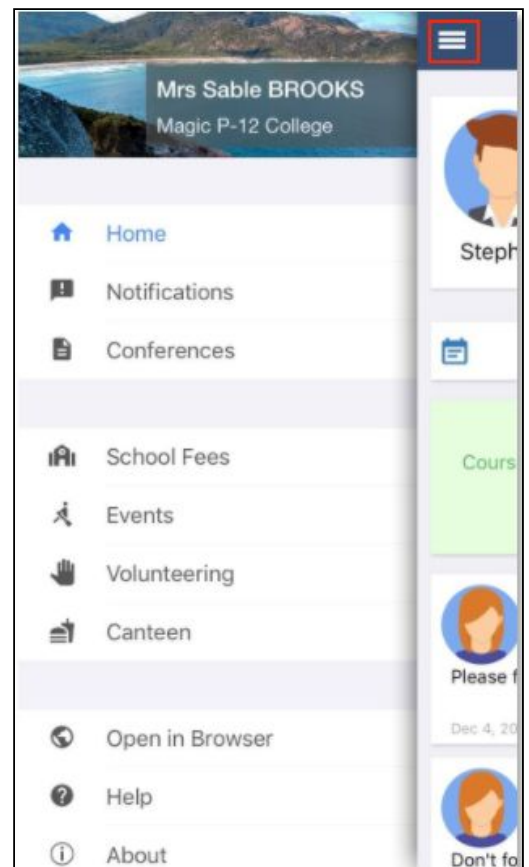 Mrs Sable BROOKS
Magic P-12 College
Home
Notifications
Conferences
School Fees
Events
Volunteering
Canteen
Open in Browser
Help
About
Steph
Cours
Please f
Dec 4, 20
Don't fo